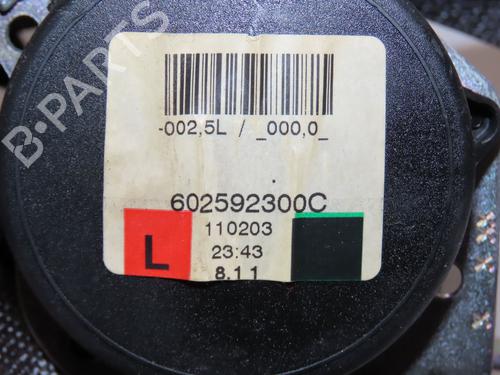 B-PARTS
-002,5L / _000,0_
602592300C
110203
L
23:43
8.1 1